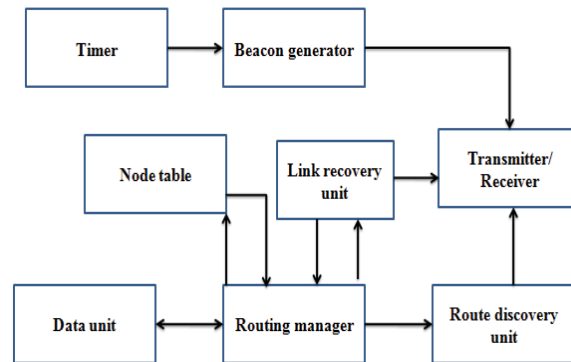 Timer
Beacon generator
Node table
Link recovery
unit
Transmitter/
Receiver
Data unit
Routing manager
Route discovery
unit